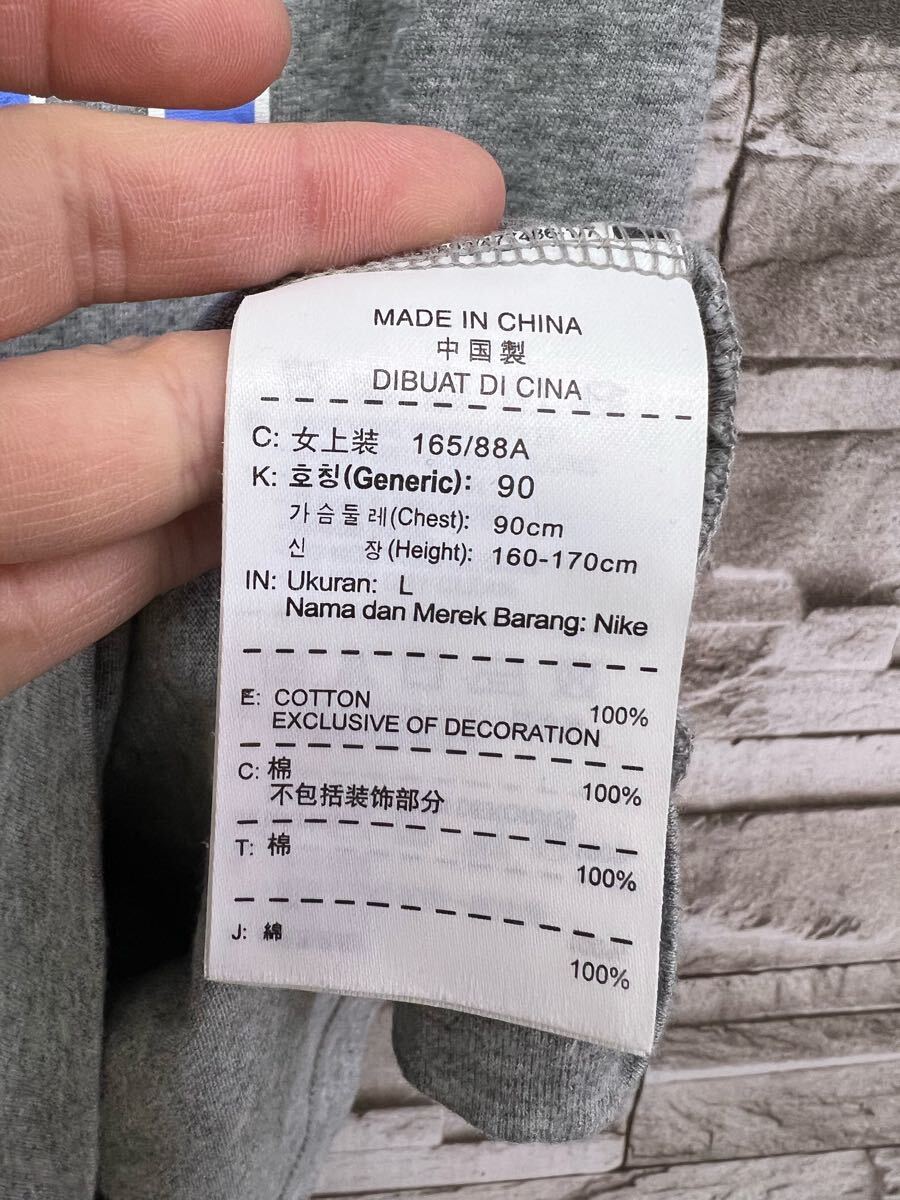 MADE IN CHINA
中国製
DIBUAT DI CINA
C: 女上装 165/88A
K: 호칭(Generic): 90
가슴둘레(Chest): 90cm
신 장(Height): 160-170cm
IN: Ukuran: L
Nama dan Merek Barang: Nike
E: COTTON 100%
EXCLUSIVE OF DECORATION
C: 棉 100%
不包括装饰部分
T: 棉 100%
J: 綿 100%